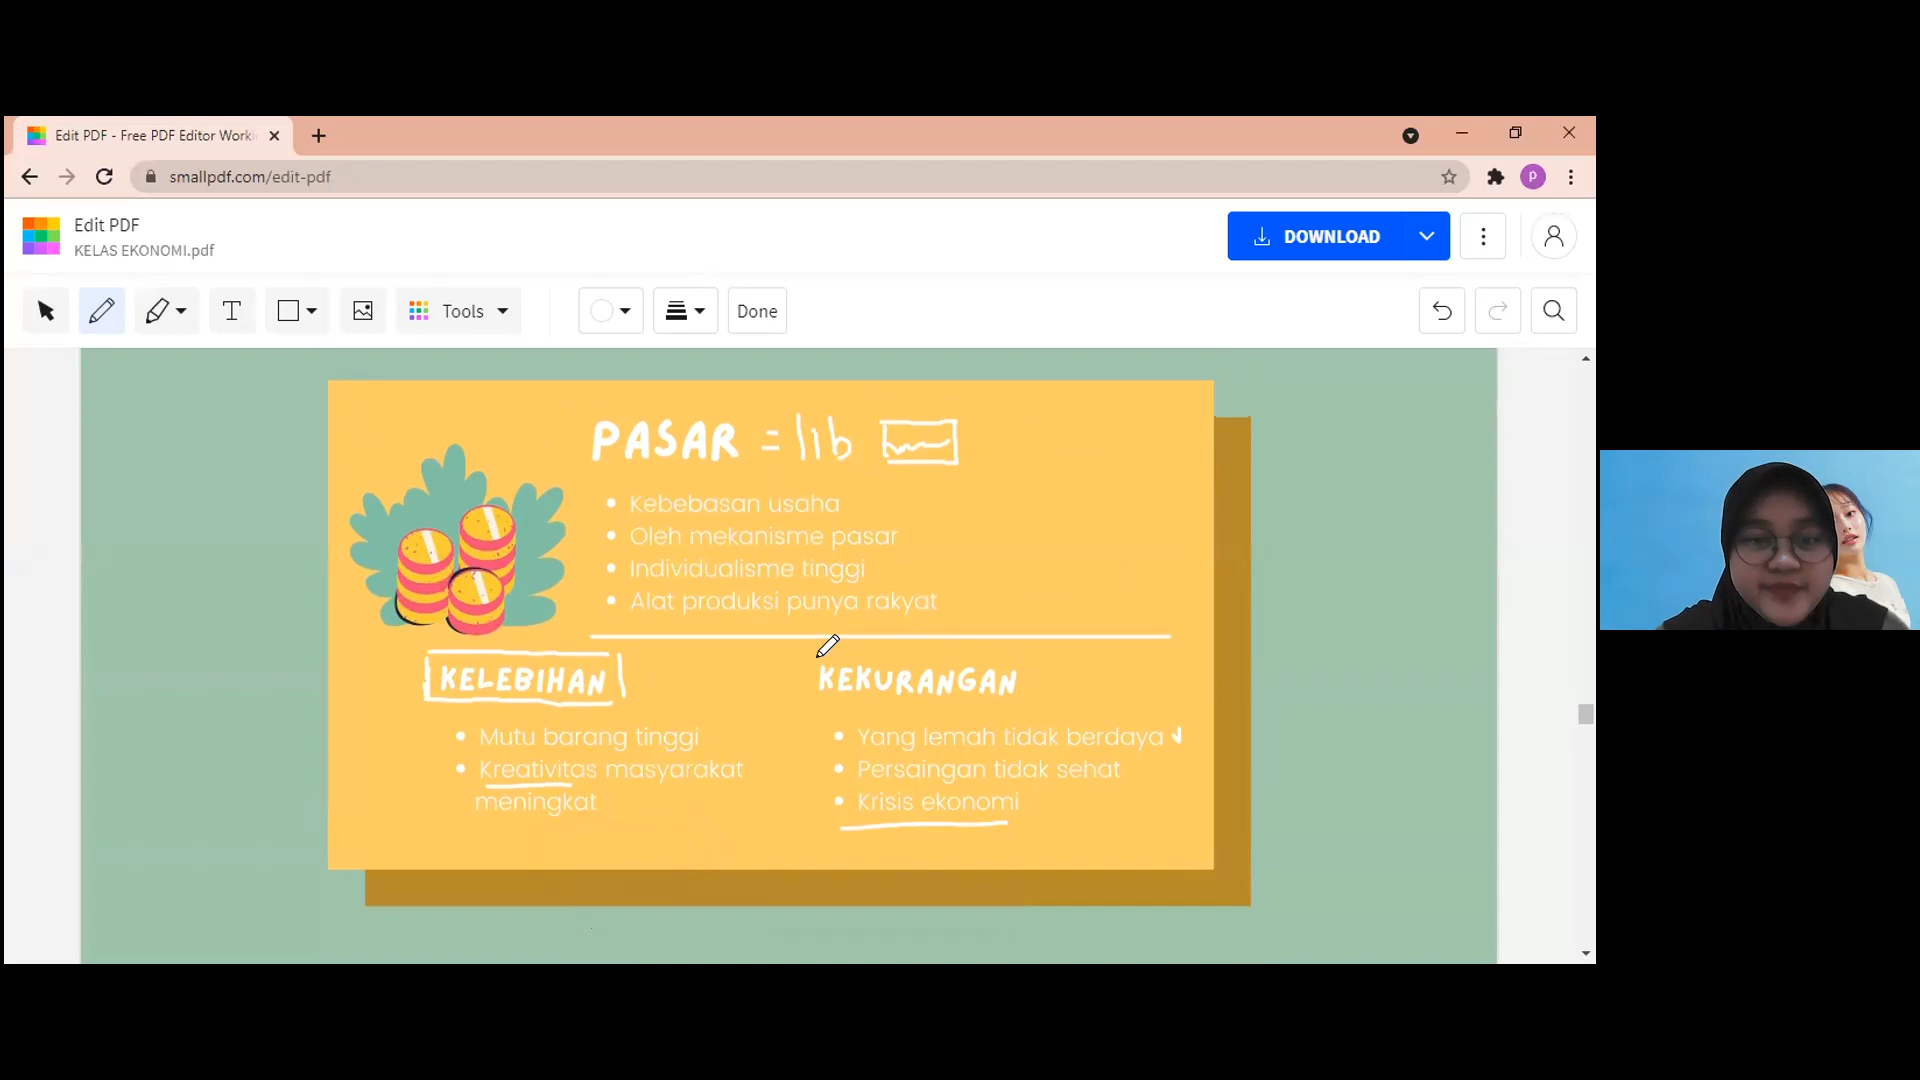 Edit PDF - Free PDF Editor Worki
smallpdf.com/edit-pdf
P
Edit PDF
KELAS EKONOMI.pdf
DOWNLOAD
T
Tools
Done
PASAR = lib
Kebebasan usaha
Oleh mekanisme pasar
Individualisme tinggi
Alat produksi punya rakyat
KELEBIHAN
Mutu barang tinggi
Kreativitas masyarakat
meningkat
KEKURANGAN
Yang lemah tidak berdaya
Persaingan tidak sehat
Krisis ekonomi